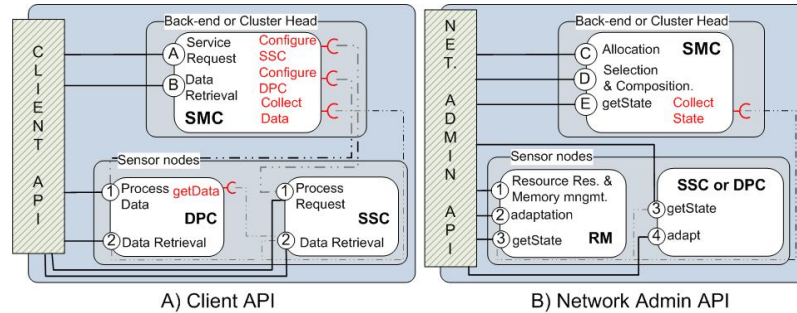 Back-end or Cluster Head
CLIENT API
A
Service
Request
B
Data
Retrieval
SMC
Configure
SSC
Configure
DPC
Collect
Data
Sensor nodes
1
Process
Data
getData
DPC
2
Data Retrieval
1
Process
Request
SSC
2
Data Retrieval
A) Client API
Back-end or Cluster Head
NET. ADMIN API
C
Allocation
SMC
D
Selection
& Composition.
E
getState
Collect
State
Sensor nodes
1
Resource Res. &
Memory mngmt.
2
adaptation
3
getState
RM
SSC or DPC
3
getState
4
adapt
B) Network Admin API